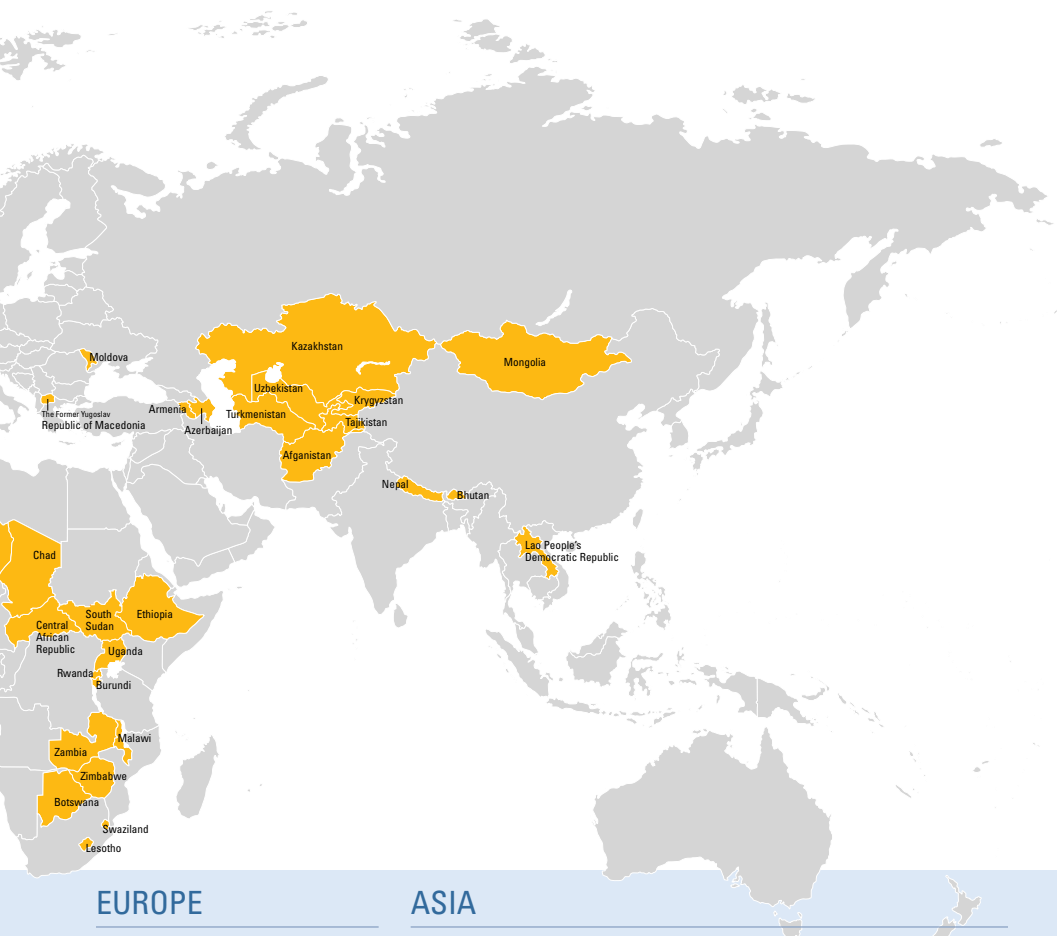 Kazakhstan
Mongolia
Moldova
Uzbekistan
Krygyzstan
Armenia
Turkmenistan
The Former Yugoslav
Republic of Macedonia
Tajikistan
Azerbaijan
Afganistan
Nepal
Bhutan
Lao People's
Democratic Republic
Chad
South
Sudan
Ethiopia
Central
African
Republic
Uganda
Rwanda
Burundi
Malawi
Zambia
Zimbabwe
Botswana
Swaziland
Lesotho
EUROPE
ASIA